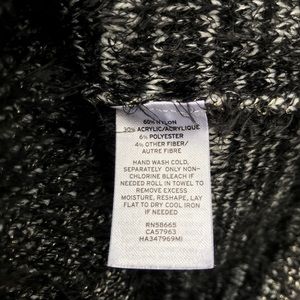 60% NYLON
30% ACRYLIC/ACRYLIQUE
6% POLYESTER
4% OTHER FIBER/
AUTRE FIBRE
HAND WASH COLD,
SEPARATELY ONLY NON-
CHLORINE BLEACH IF
NEEDED ROLL IN TOWEL TO
REMOVE EXCESS
MOISTURE, RESHAPE, LAY
FLAT TO DRY COOL IRON
IF NEEDED
RN58665
CA57963
HA347969MI